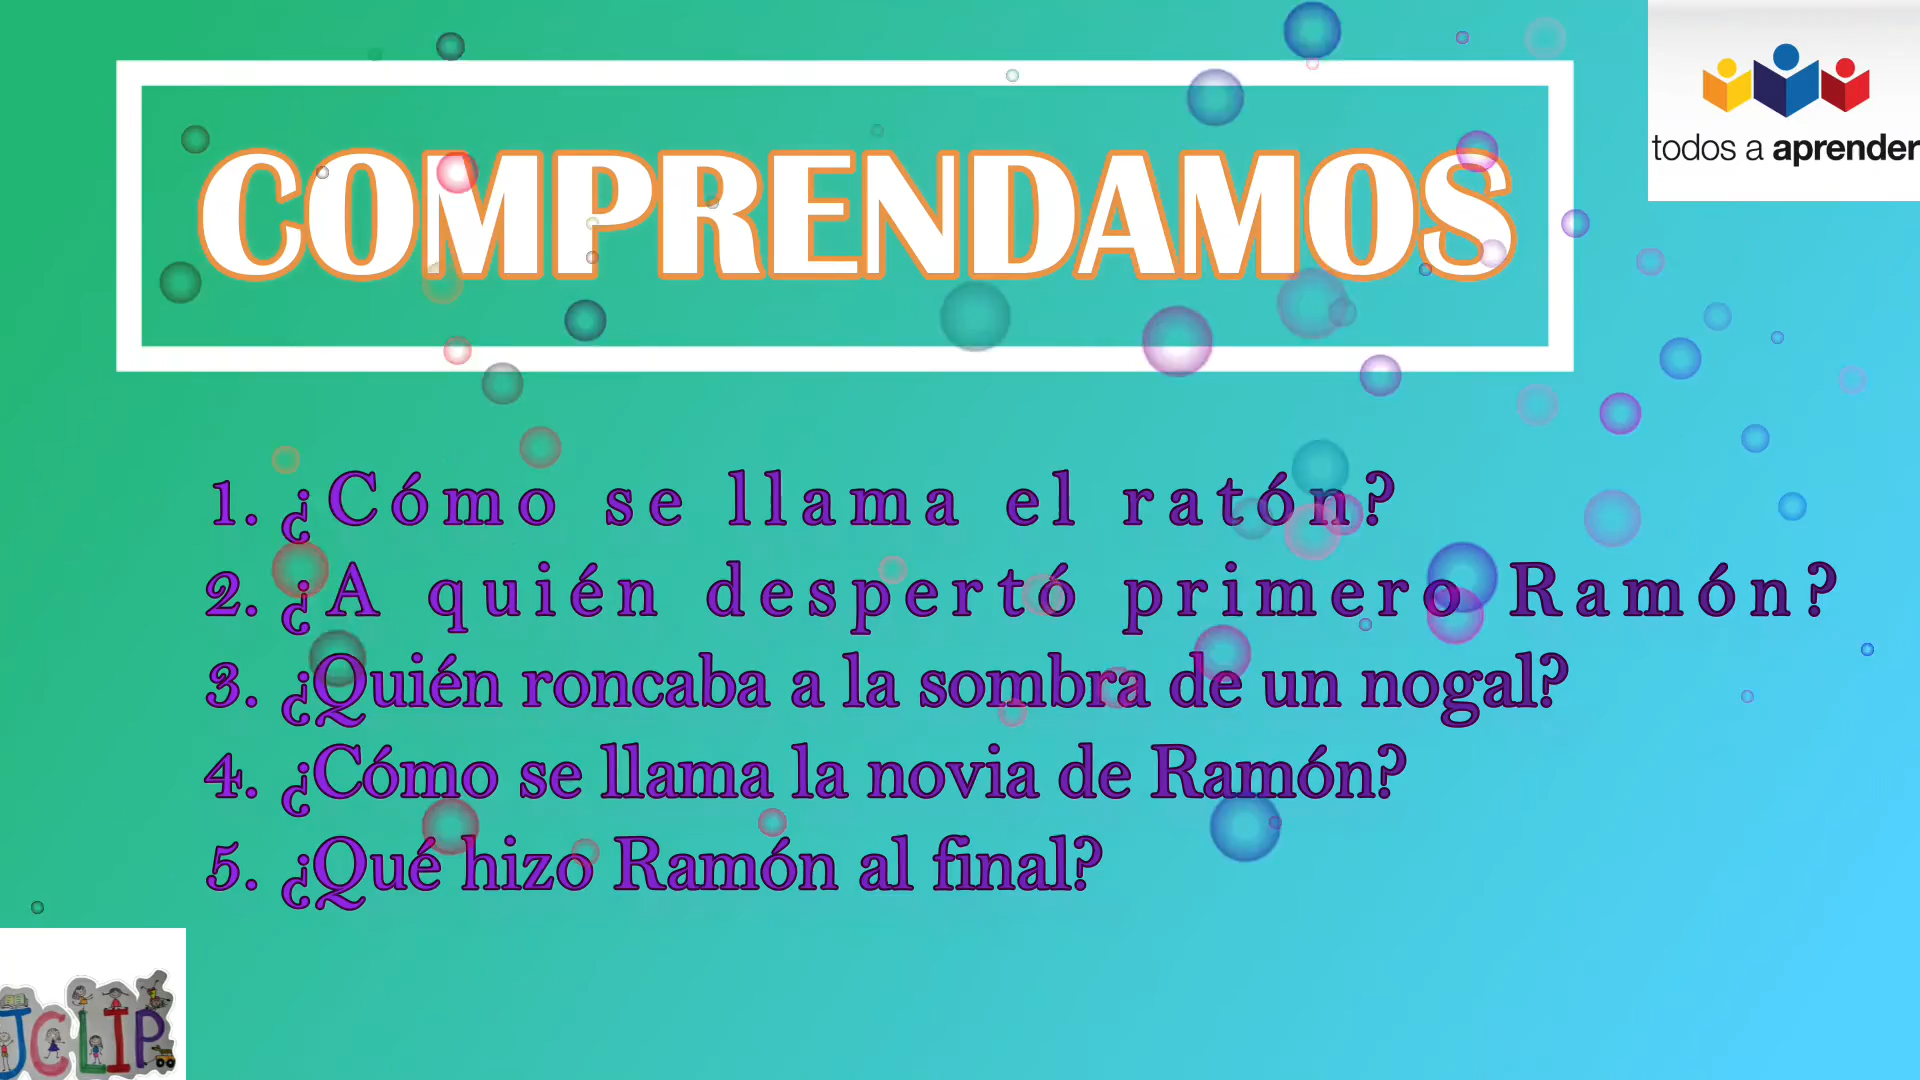 COMPRENDAMOS
todos a aprender
1. ¿Cómo se llama el ratón?
2. ¿A quién despertó primero Ramón?
3. ¿Quién roncaba a la sombra de un nogal?
4. ¿Cómo se llama la novia de Ramón?
5. ¿Qué hizo Ramón al final?
JCLIP